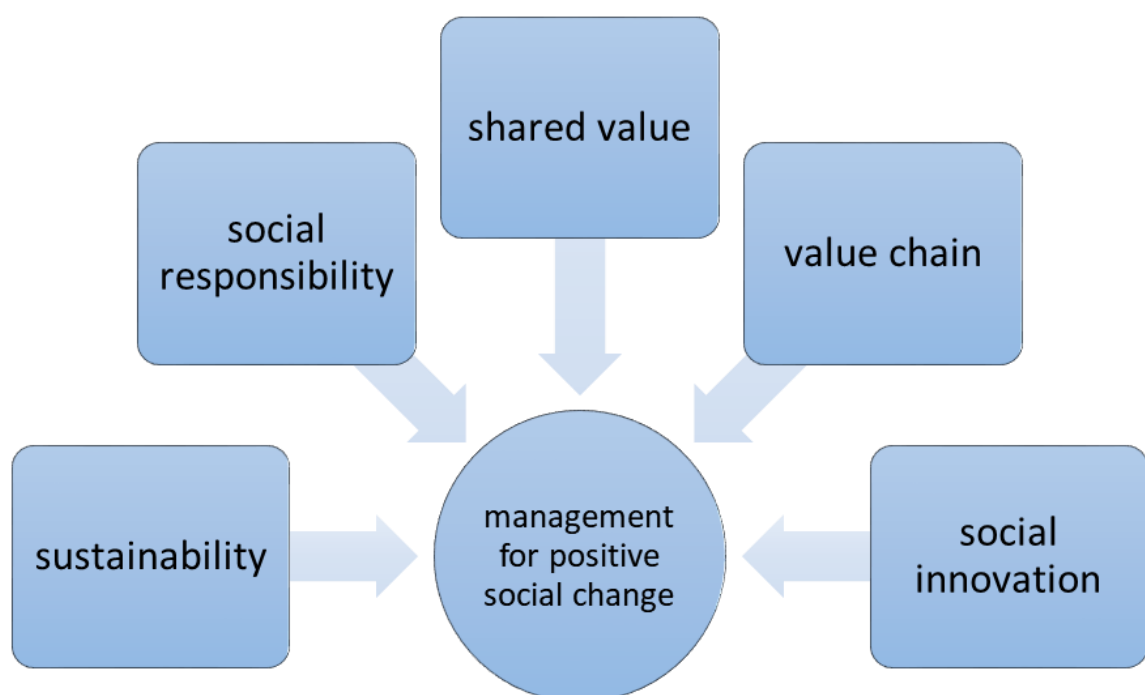 shared value
social
responsibility
value chain
sustainability
management
for positive
social change
social
innovation